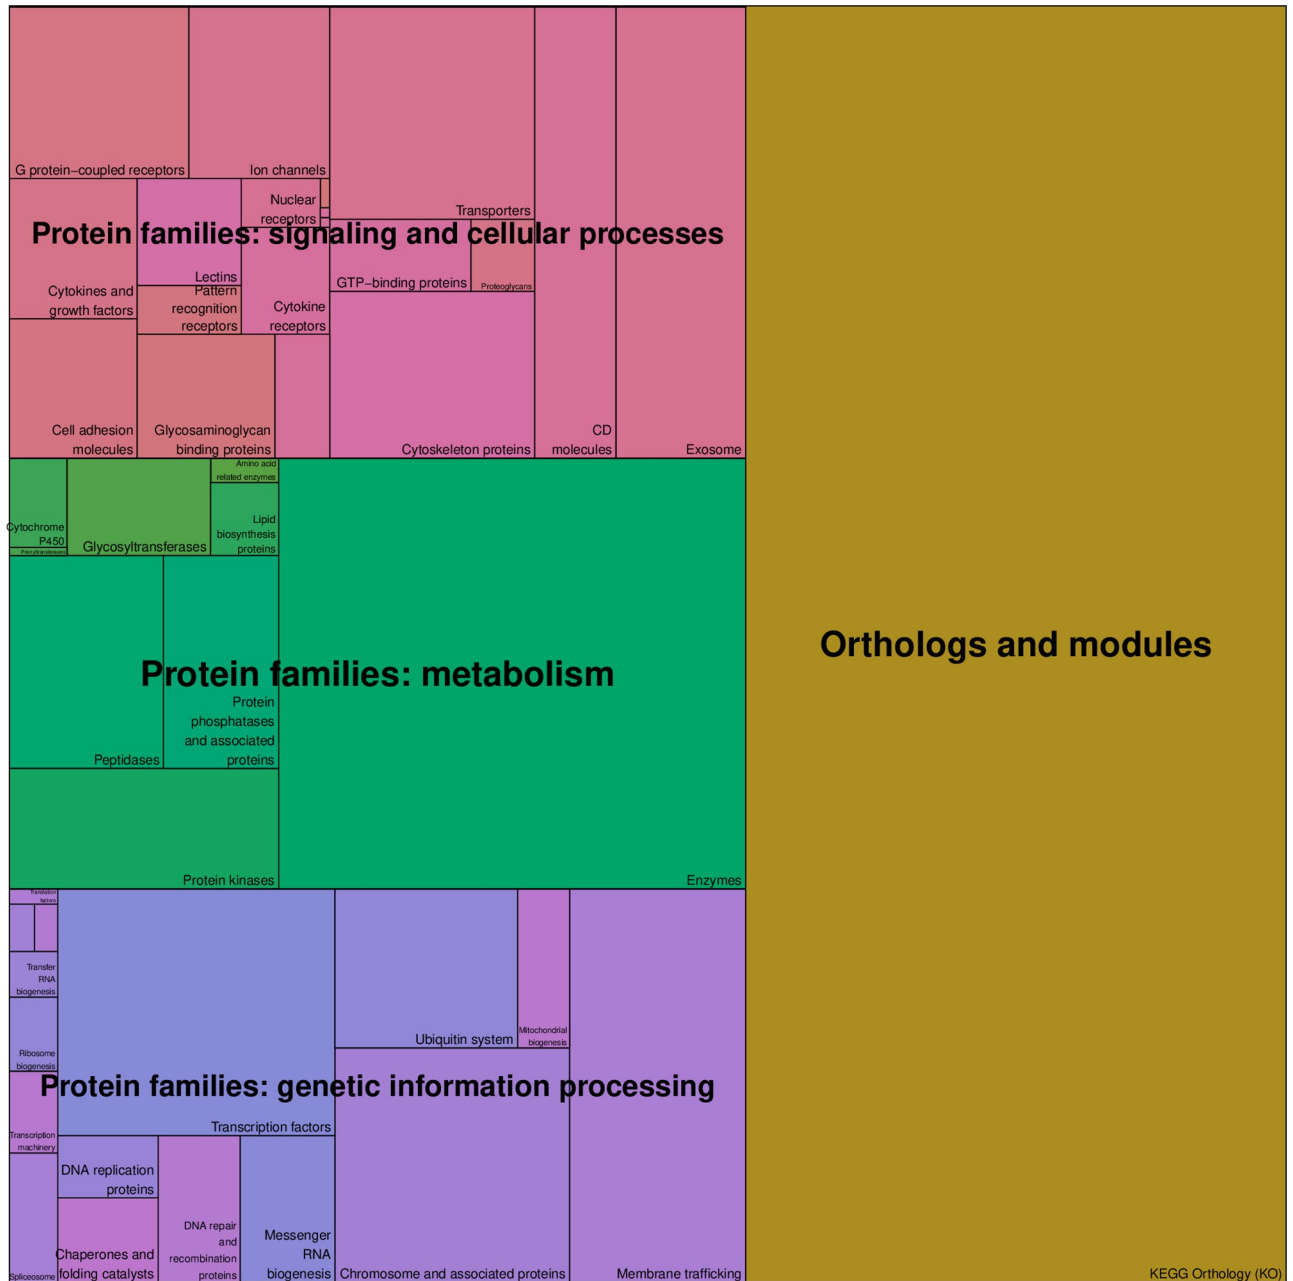 G protein−coupled receptors
Ion channels
Transporters
Nuclear
receptors
Protein families: signaling and cellular processes
Lectins
Cytokines and
growth factors
Pattern
recognition
receptors
Cytokine
receptors
GTP−binding proteins
Proteoglycans
Cell adhesion
molecules
Glycosaminoglycan
binding proteins
Cytoskeleton proteins
CD
molecules
Exosome
Cytochrome
P450
Prenyltransferases
Glycosyltransferases
Amino acid
related enzymes
Lipid
biosynthesis
proteins
Protein families: metabolism
Peptidases
Protein
phosphatases
and associated
proteins
Protein kinases
Enzymes
Orthologs and modules
Translation
factors
Transfer
RNA
biogenesis
Ribosome
biogenesis
Ubiquitin system
Mitochondrial
biogenesis
Protein families: genetic information processing
Transcription factors
Transcription
machinery
DNA replication
proteins
Spliceosome
Chaperones and
folding catalysts
DNA repair
and
recombination
proteins
Messenger
RNA
biogenesis
Chromosome and associated proteins
Membrane trafficking
KEGG Orthology (KO)